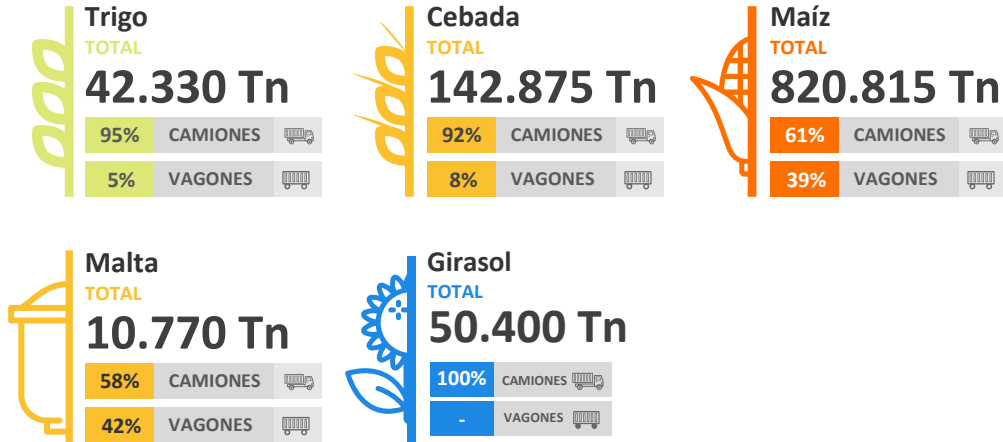 Trigo
TOTAL
42.330 Tn
95% CAMIONES
5% VAGONES
Cebada
TOTAL
142.875 Tn
92% CAMIONES
8% VAGONES
Maíz
TOTAL
820.815 Tn
61% CAMIONES
39% VAGONES
Malta
TOTAL
10.770 Tn
58% CAMIONES
42% VAGONES
Girasol
TOTAL
50.400 Tn
100% CAMIONES
- VAGONES